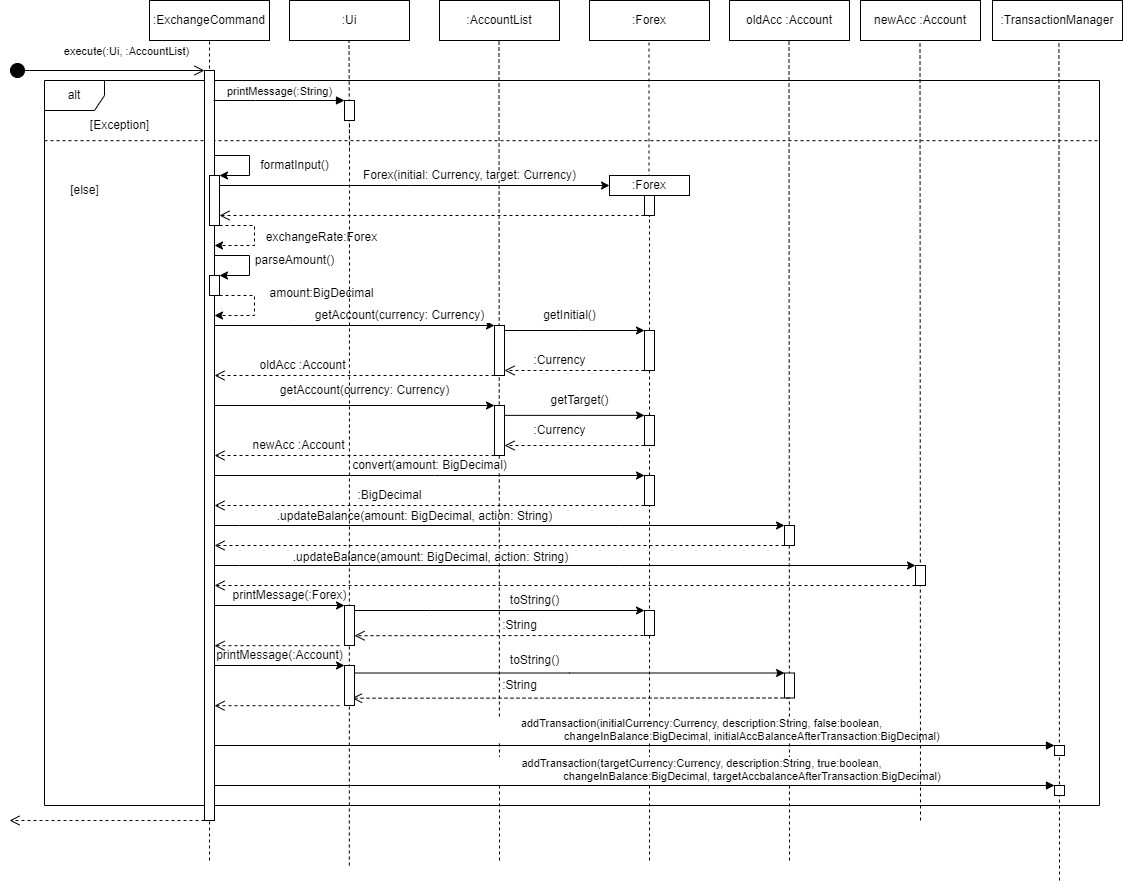 :ExchangeCommand
:Ui
:AccountList
:Forex
oldAcc :Account
newAcc :Account
:TransactionManager
execute(:Ui, :AccountList)
alt
printMessage(:String)
[Exception]
formatInput()
[else]
Forex(initial: Currency, target: Currency)
:Forex
exchangeRate:Forex
parseAmount()
amount:BigDecimal
getAccount(currency: Currency)
getInitial()
:Currency
oldAcc :Account
getAccount(currency: Currency)
getTarget()
:Currency
newAcc :Account
convert(amount: BigDecimal)
:BigDecimal
.updateBalance(amount: BigDecimal, action: String)
.updateBalance(amount: BigDecimal, action: String)
printMessage(:Forex)
toString()
:String
printMessage(:Account)
toString()
:String
addTransaction(initialCurrency:Currency, description:String, false:boolean,
changeInBalance:BigDecimal, initialAccBalanceAfterTransaction:BigDecimal)
addTransaction(targetCurrency:Currency, description:String, true:boolean,
changeInBalance:BigDecimal, targetAccbalanceAfterTransaction:BigDecimal)